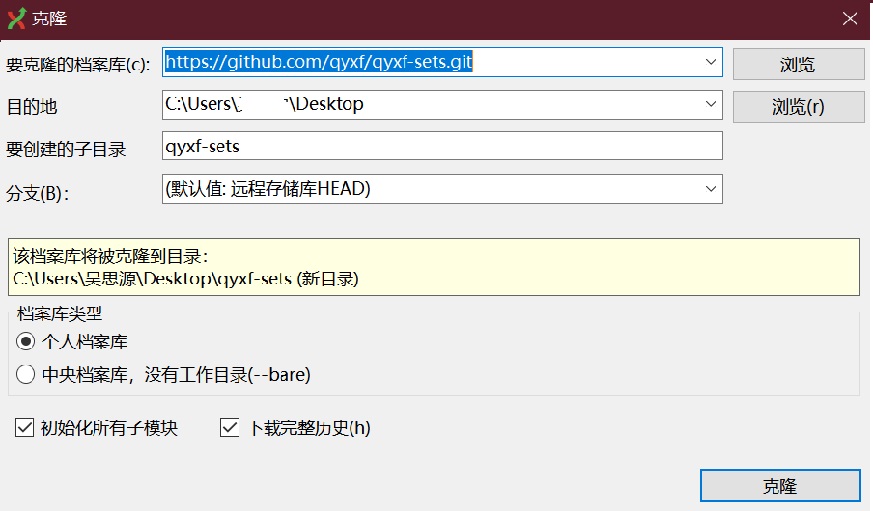 克隆
要克隆的档案库(c):
https://github.com/qyxf/qyxf-sets.git
浏览
目的地
C:\Users\ \Desktop
浏览(r)
要创建的子目录
qyxf-sets
分支(B):
(默认值: 远程存储库HEAD)
该档案库将被克隆到目录:
C:\Users\吴思源\Desktop\qyxf-sets (新目录)
档案库类型
个人档案库
中央档案库，没有工作目录(--bare)
初始化所有子模块
下载完整历史(h)
克隆